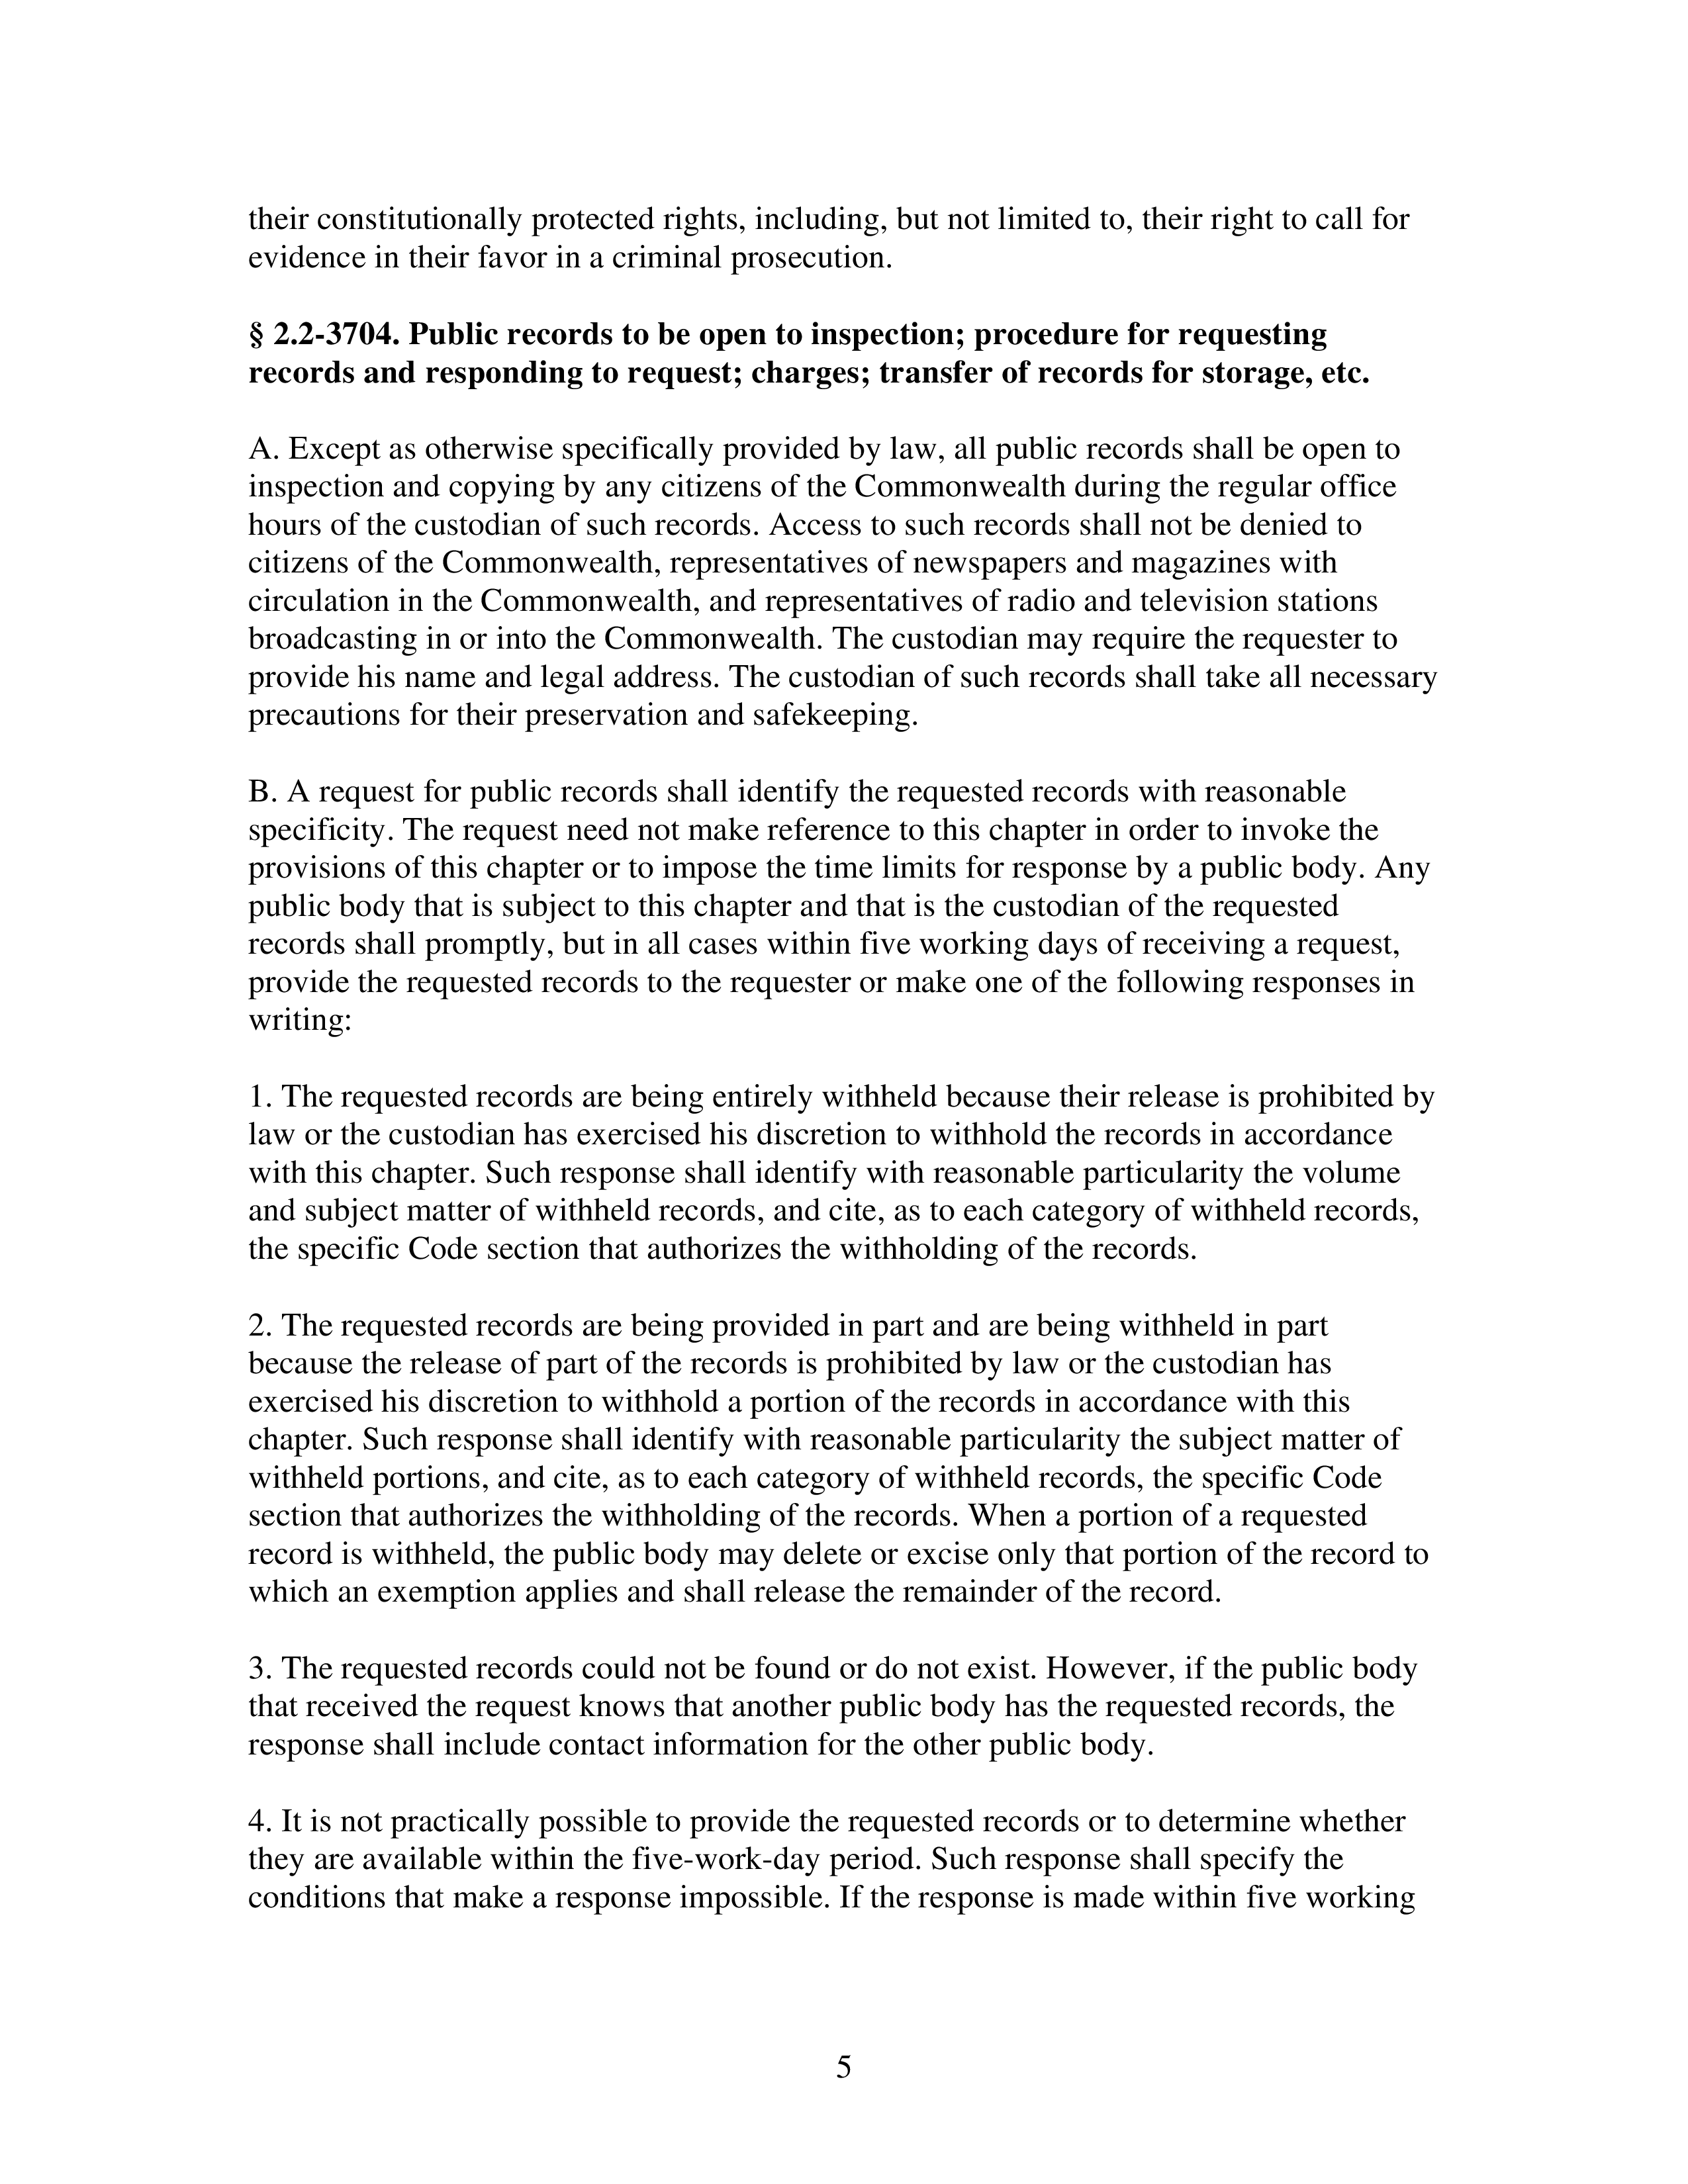 their constitutionally protected rights, including, but not limited to, their right to call for
evidence in their favor in a criminal prosecution.
§ 2.2-3704. Public records to be open to inspection; procedure for requesting
records and responding to request; charges; transfer of records for storage, etc.
A. Except as otherwise specifically provided by law, all public records shall be open to
inspection and copying by any citizens of the Commonwealth during the regular office
hours of the custodian of such records. Access to such records shall not be denied to
citizens of the Commonwealth, representatives of newspapers and magazines with
circulation in the Commonwealth, and representatives of radio and television stations
broadcasting in or into the Commonwealth. The custodian may require the requester to
provide his name and legal address. The custodian of such records shall take all necessary
precautions for their preservation and safekeeping.
B. A request for public records shall identify the requested records with reasonable
specificity. The request need not make reference to this chapter in order to invoke the
provisions of this chapter or to impose the time limits for response by a public body. Any
public body that is subject to this chapter and that is the custodian of the requested
records shall promptly, but in all cases within five working days of receiving a request,
provide the requested records to the requester or make one of the following responses in
writing:
1. The requested records are being entirely withheld because their release is prohibited by
law or the custodian has exercised his discretion to withhold the records in accordance
with this chapter. Such response shall identify with reasonable particularity the volume
and subject matter of withheld records, and cite, as to each category of withheld records,
the specific Code section that authorizes the withholding of the records.
2. The requested records are being provided in part and are being withheld in part
because the release of part of the records is prohibited by law or the custodian has
exercised his discretion to withhold a portion of the records in accordance with this
chapter. Such response shall identify with reasonable particularity the subject matter of
withheld portions, and cite, as to each category of withheld records, the specific Code
section that authorizes the withholding of the records. When a portion of a requested
record is withheld, the public body may delete or excise only that portion of the record to
which an exemption applies and shall release the remainder of the record.
3. The requested records could not be found or do not exist. However, if the public body
that received the request knows that another public body has the requested records, the
response shall include contact information for the other public body.
4. It is not practically possible to provide the requested records or to determine whether
they are available within the five-work-day period. Such response shall specify the
conditions that make a response impossible. If the response is made within five working
5